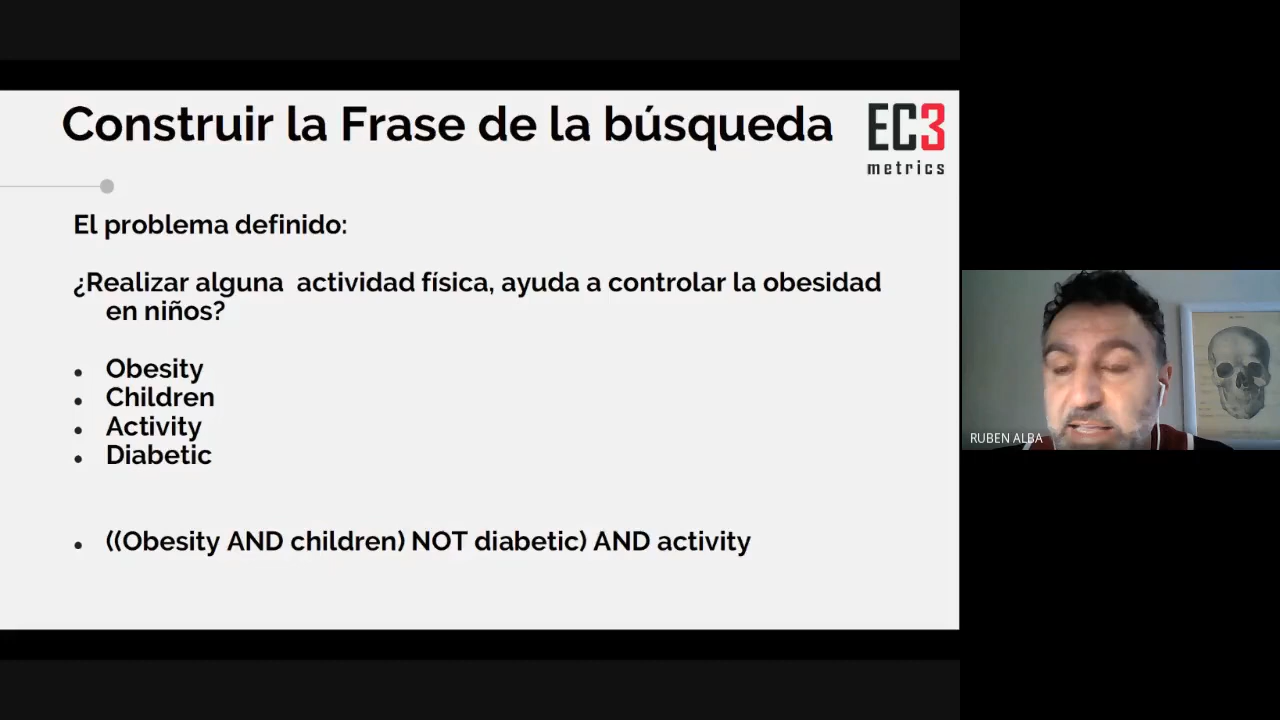 Construir la Frase de la búsqueda
EC3
metrics
El problema definido:
¿Realizar alguna  actividad física, ayuda a controlar la obesidad
en niños?
• Obesity
• Children
• Activity
• Diabetic
• ((Obesity AND children) NOT diabetic) AND activity
RUBEN ALBA